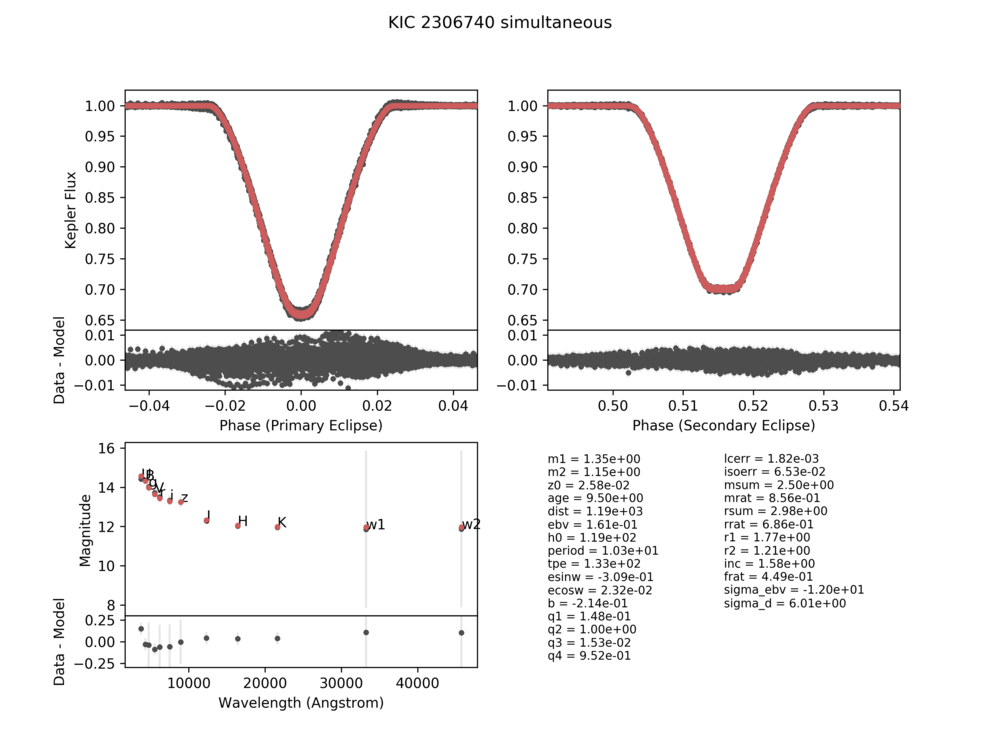 KIC 2306740 simultaneous
1.00
0.95
0.90
0.85
0.80
0.75
0.70
0.65
Kepler Flux
0.01
0.00
−0.01
Data - Model
−0.04 −0.02 0.00 0.02 0.04
Phase (Primary Eclipse)
1.00
0.95
0.90
0.85
0.80
0.75
0.70
0.65
0.01
0.00
−0.01
0.50 0.51 0.52 0.53 0.54
Phase (Secondary Eclipse)
16
14
12
10
8
Magnitude
B
g
V
r i z
J
H K w1 w2
0.25
0.00
−0.25
Data - Model
10000 20000 30000 40000
Wavelength (Angstrom)
m1 = 1.35e+00
m2 = 1.15e+00
z0 = 2.58e-02
age = 9.50e+00
dist = 1.19e+03
ebv = 1.61e-01
h0 = 1.19e+02
period = 1.03e+01
tpe = 1.33e+02
esinw = -3.09e-01
ecosw = 2.32e-02
b = -2.14e-01
q1 = 1.48e-01
q2 = 1.00e+00
q3 = 1.53e-02
q4 = 9.52e-01
lcerr = 1.82e-03
isoerr = 6.53e-02
msum = 2.50e+00
mrat = 8.56e-01
rsum = 2.98e+00
rrat = 6.86e-01
r1 = 1.77e+00
r2 = 1.21e+00
inc = 1.58e+00
frat = 4.49e-01
sigma_ebv = -1.20e+01
sigma_d = 6.01e+00